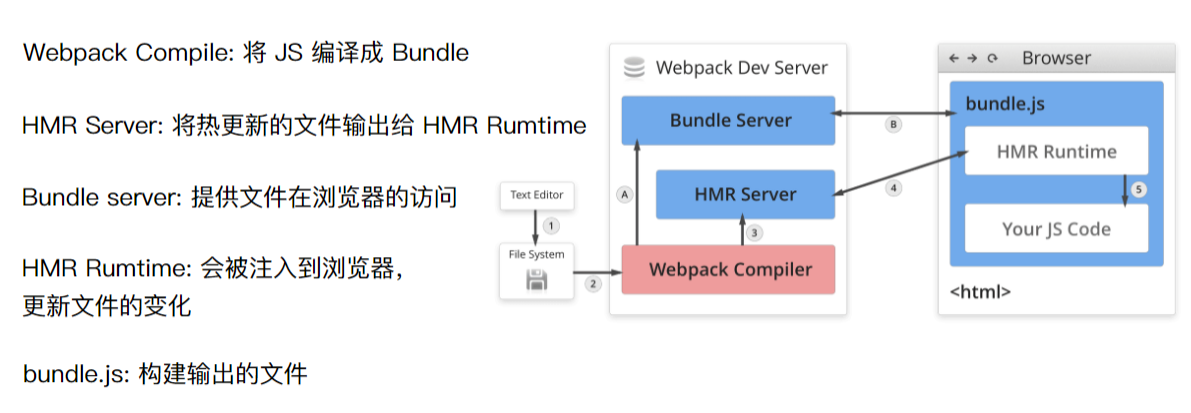 Webpack Compile: 将 JS 编译成 Bundle
HMR Server: 将热更新的文件输出给 HMR Rumtime
Bundle server: 提供文件在浏览器的访问
HMR Rumtime: 会被注入到浏览器，
更新文件的变化
bundle.js: 构建输出的文件
Text Editor
1
File System
2
Webpack Dev Server
Bundle Server
A
HMR Server
3
Webpack Compiler
B
4
Browser
bundle.js
HMR Runtime
5
Your JS Code
<html>